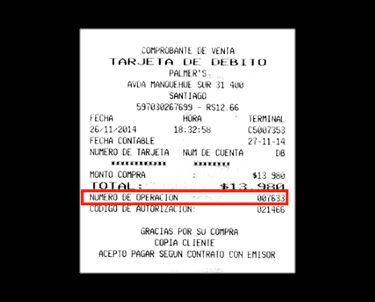 COMPROBANTE DE VENTA
TARJETA DE DEBITO
PALMER'S
AVDA MANQUEHUE SUR 31 400
SANTIAGO
597030267699 - RS12.66
FECHA HORA TERMINAL
26/11/2014 18:32:58 C5007353
FECHA CONTABLE 27-11-14
NUMERO DE TARJETA NUM DE CUENTA DB
************ ********
MONTO COMPRA : $13.980
TOTAL: $13.980
NUMERO DE OPERACION 007633
CODIGO DE AUTORIZACION: 021466
GRACIAS POR SU COMPRA
COPIA CLIENTE
ACEPTO PAGAR SEGUN CONTRATO CON EMISOR